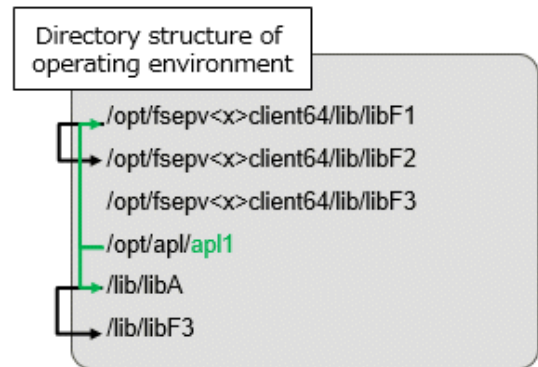 Directory structure of
operating environment
/opt/fsepv<x>client64/lib/libF1
/opt/fsepv<x>client64/lib/libF2
/opt/fsepv<x>client64/lib/libF3
/opt/apl/apl1
/lib/libA
/lib/libF3